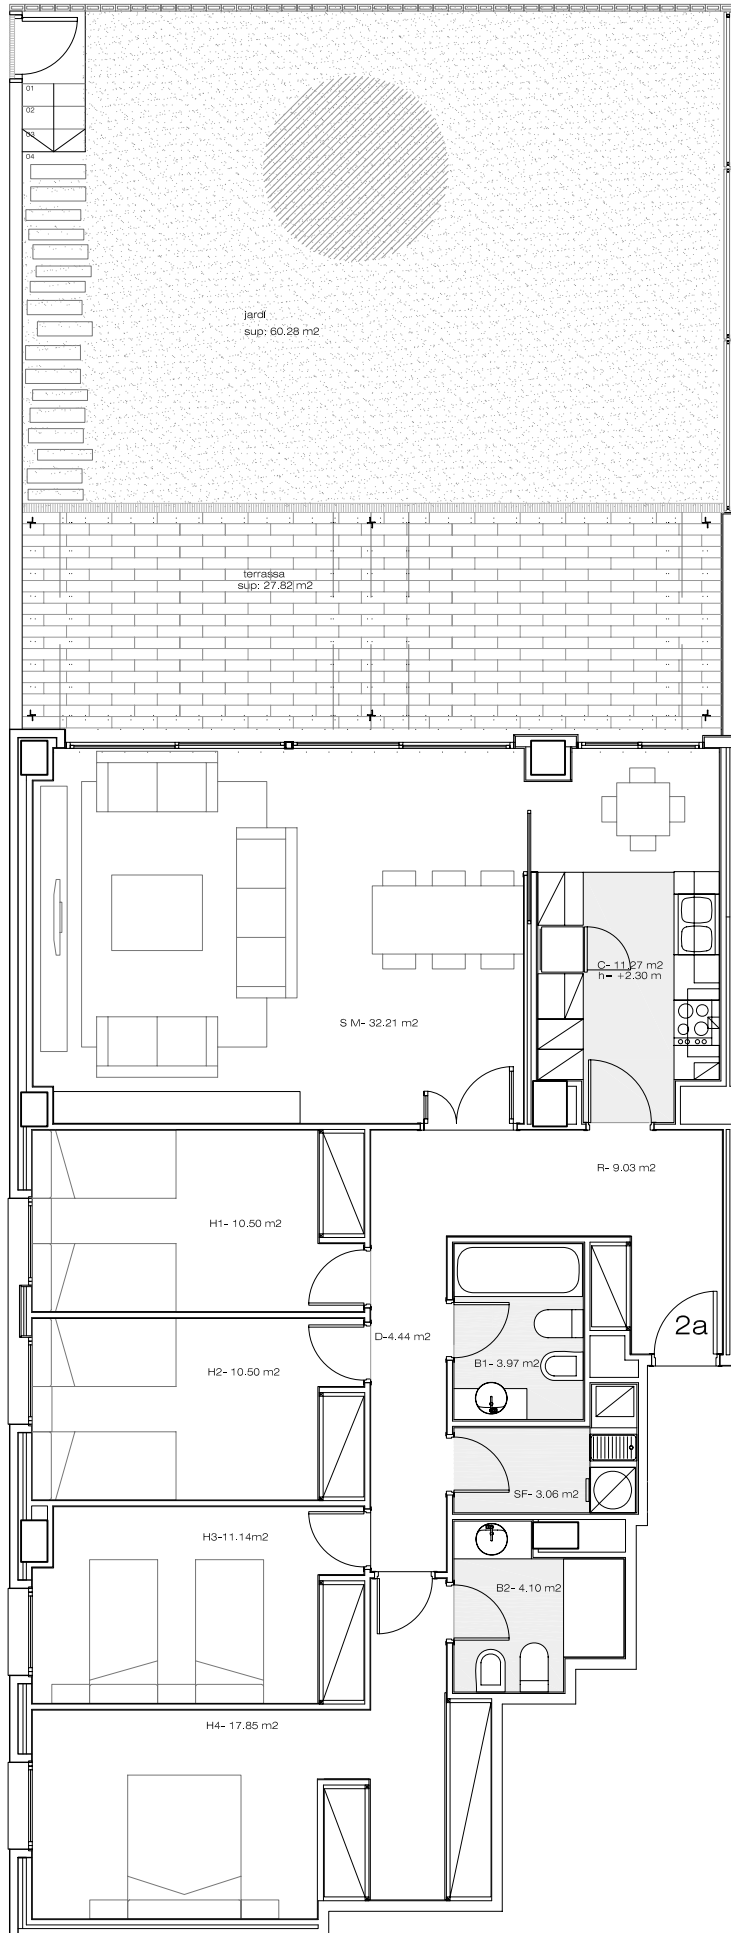 01
02
03
04
jardí
sup: 60.28 m2
terrassa
sup: 27.82 m2
C- 11.27 m2
h= +2.30 m
S M- 32.21 m2
R- 9.03 m2
H1- 10.50 m2
2a
D-4.44 m2
B1- 3.97 m2
H2- 10.50 m2
SF- 3.06 m2
H3-11.14m2
B2- 4.10 m2
H4- 17.85 m2